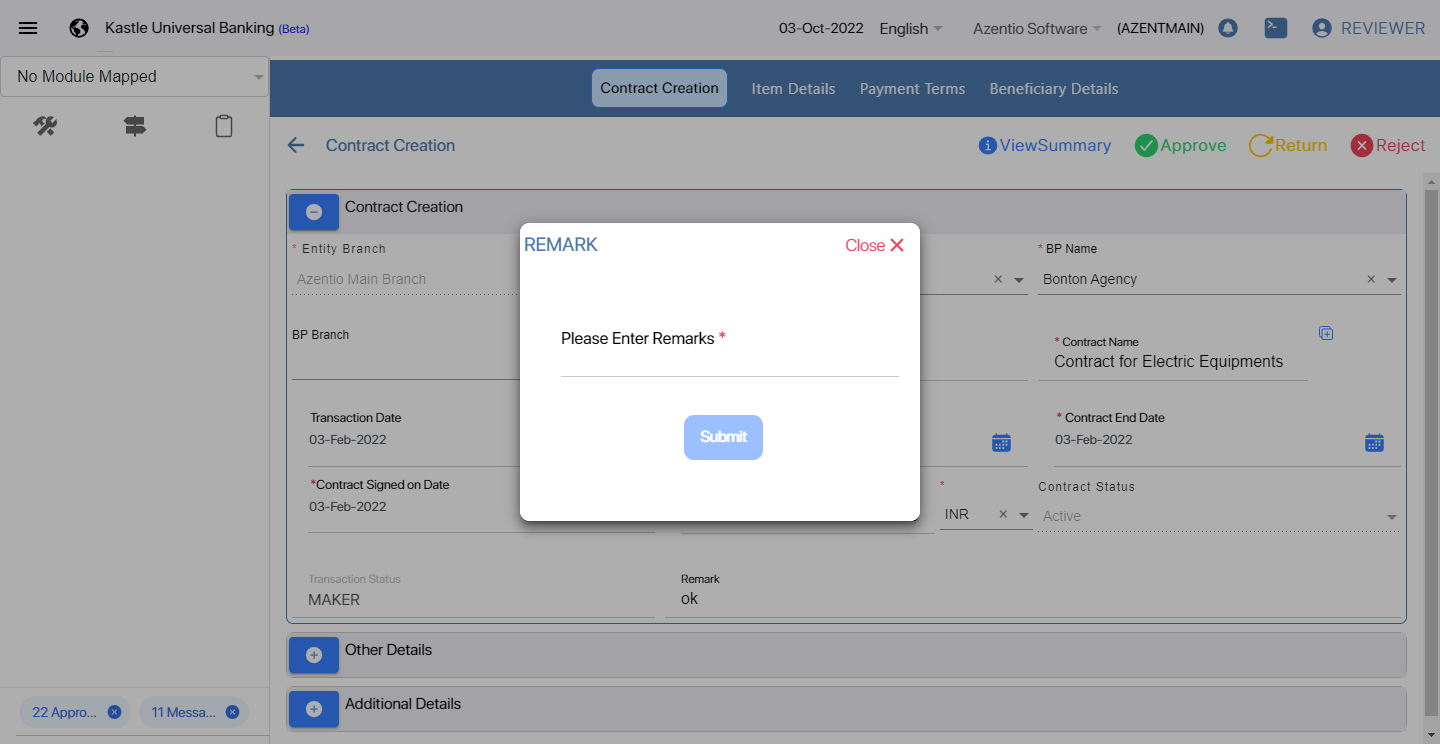 Kastle Universal Banking (Beta)
03-Oct-2022 English Azentio Software (AZENTMAIN) REVIEWER
No Module Mapped
Contract Creation Item Details Payment Terms Beneficiary Details
Contract Creation
ViewSummary Approve Return Reject
Contract Creation
* Entity Branch
* BP Name
Azentio Main Branch
Bonton Agency
BP Branch
* Contract Name
Contract for Electric Equipments
Transaction Date
03-Feb-2022
* Contract End Date
03-Feb-2022
*Contract Signed on Date
03-Feb-2022
*
INR
Contract Status
Active
Transaction Status
MAKER
Remark
ok
REMARK
Close
Please Enter Remarks *
Submit
Other Details
Additional Details
22 Appro... 11 Messa...